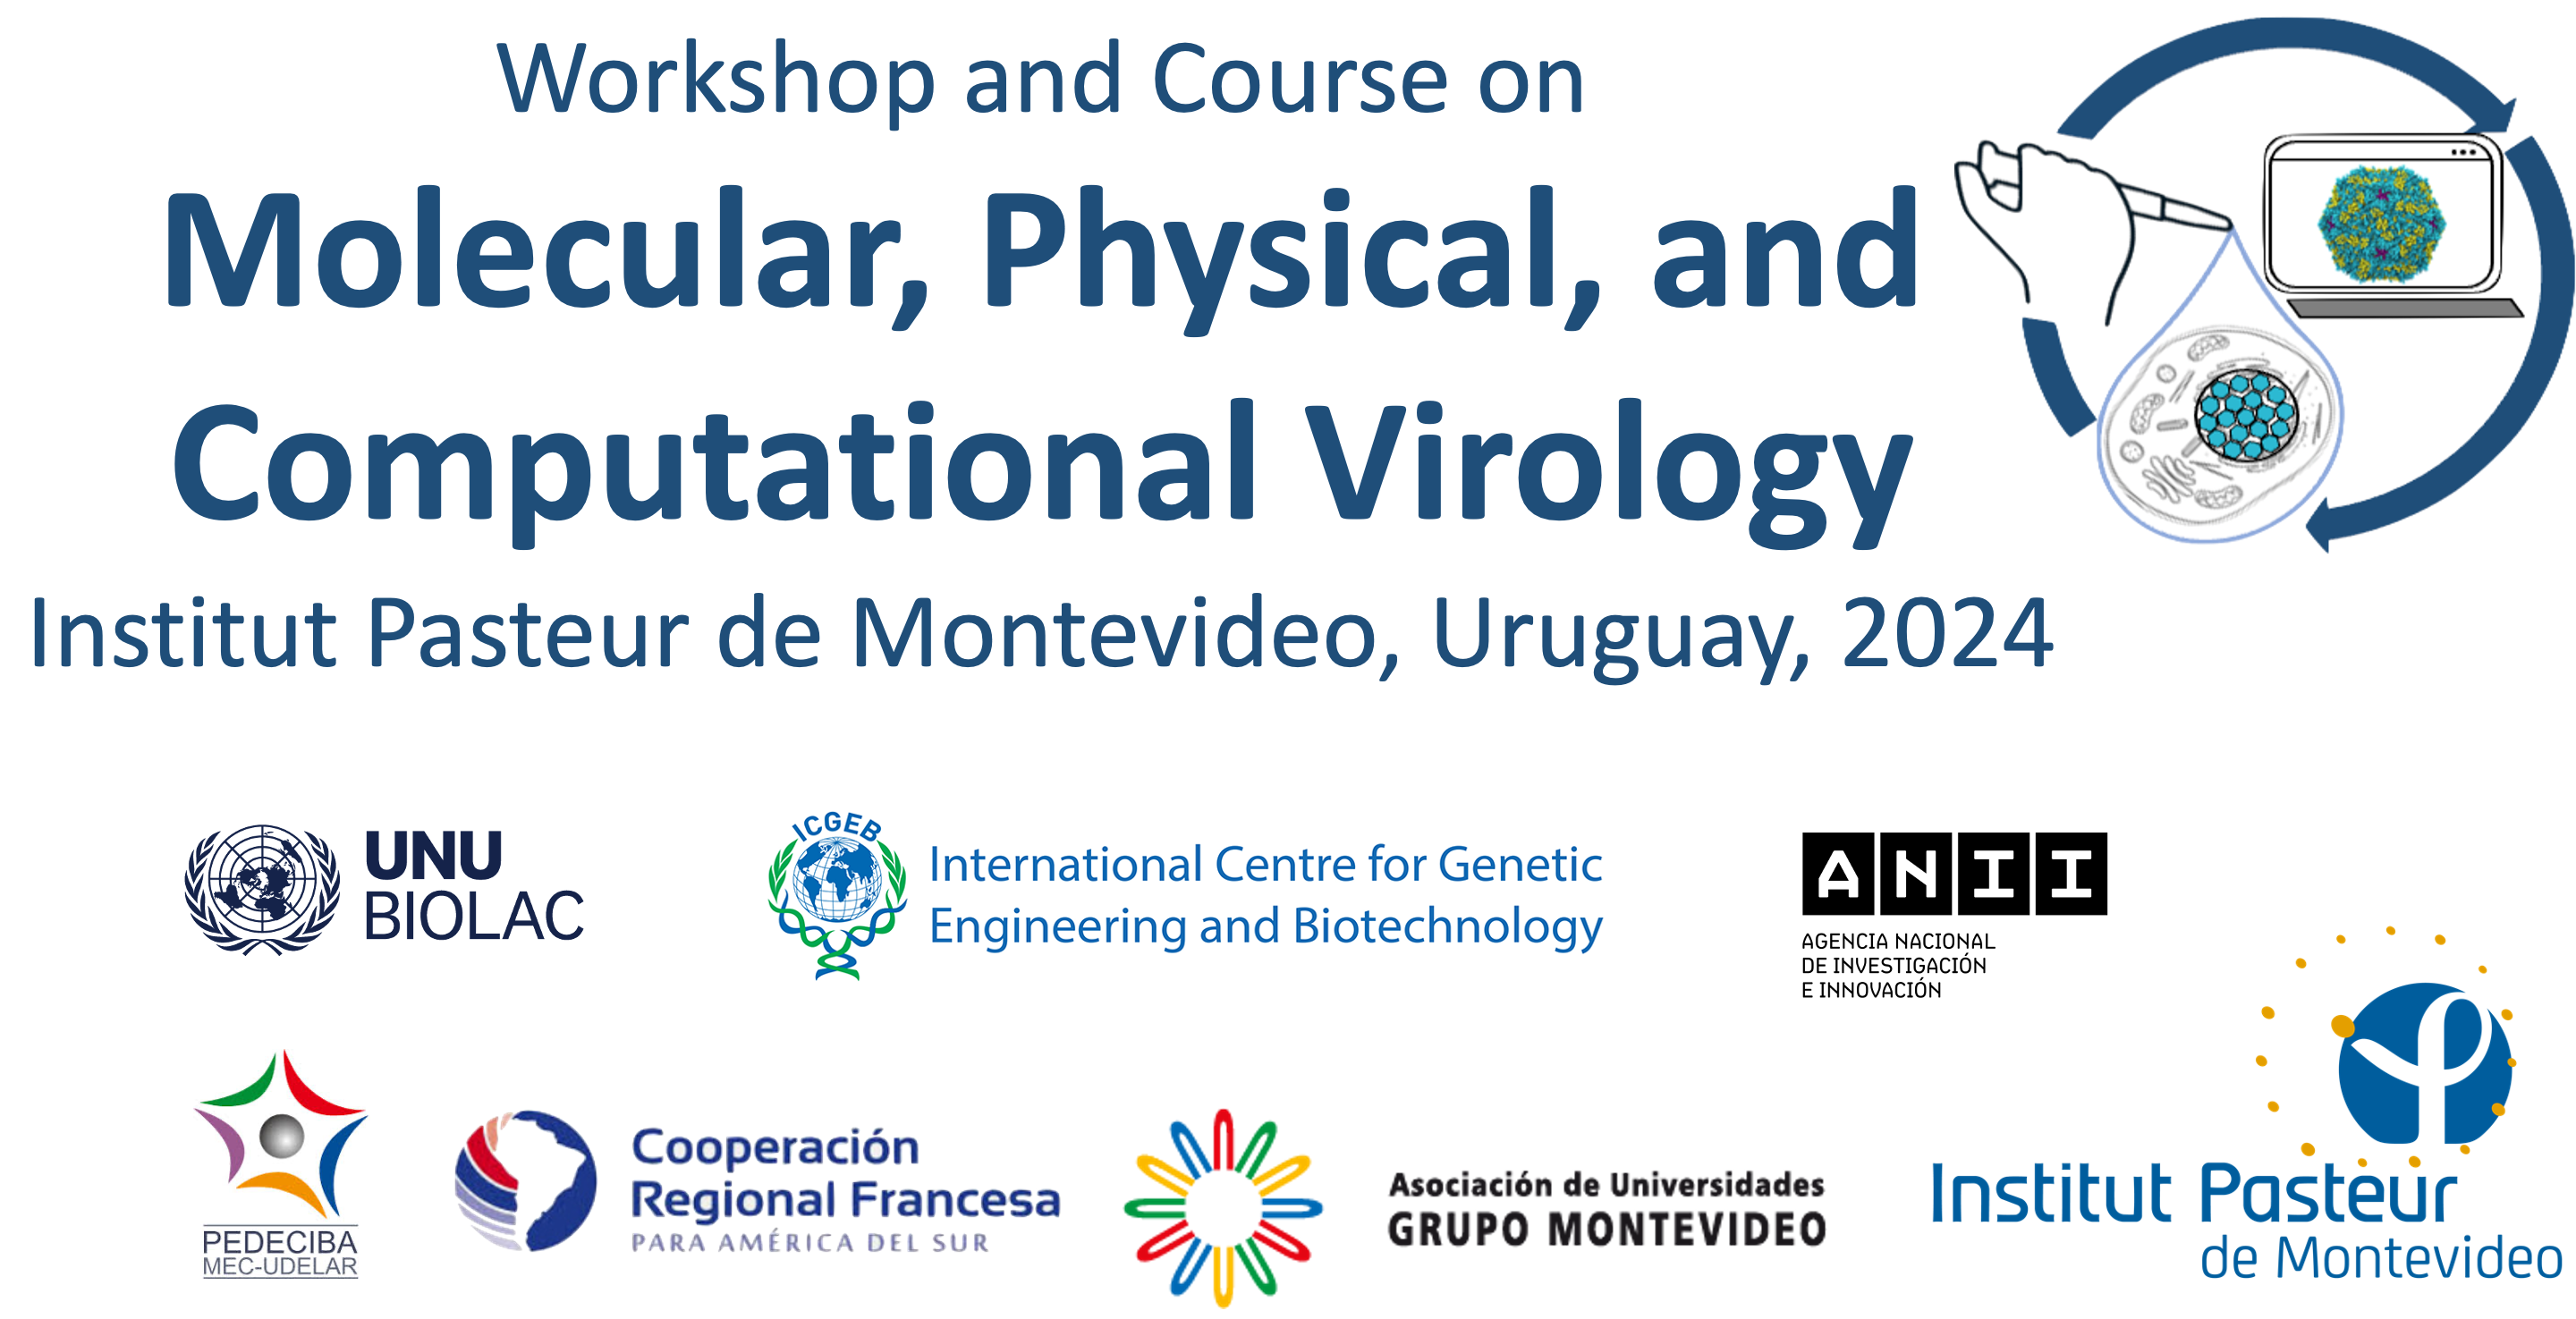 Workshop and Course on
Molecular, Physical, and
Computational Virology
Institut Pasteur de Montevideo, Uruguay, 2024
UNU
BIOLAC
ICGEB
International Centre for Genetic
Engineering and Biotechnology
ANII
AGENCIA NACIONAL
DE INVESTIGACIÓN
E INNOVACIÓN
PEDECIBA
MEC-UDELAR
Cooperación
Regional Francesa
PARA AMÉRICA DEL SUR
Asociación de Universidades
GRUPO MONTEVIDEO
Institut Pasteur
de Montevideo